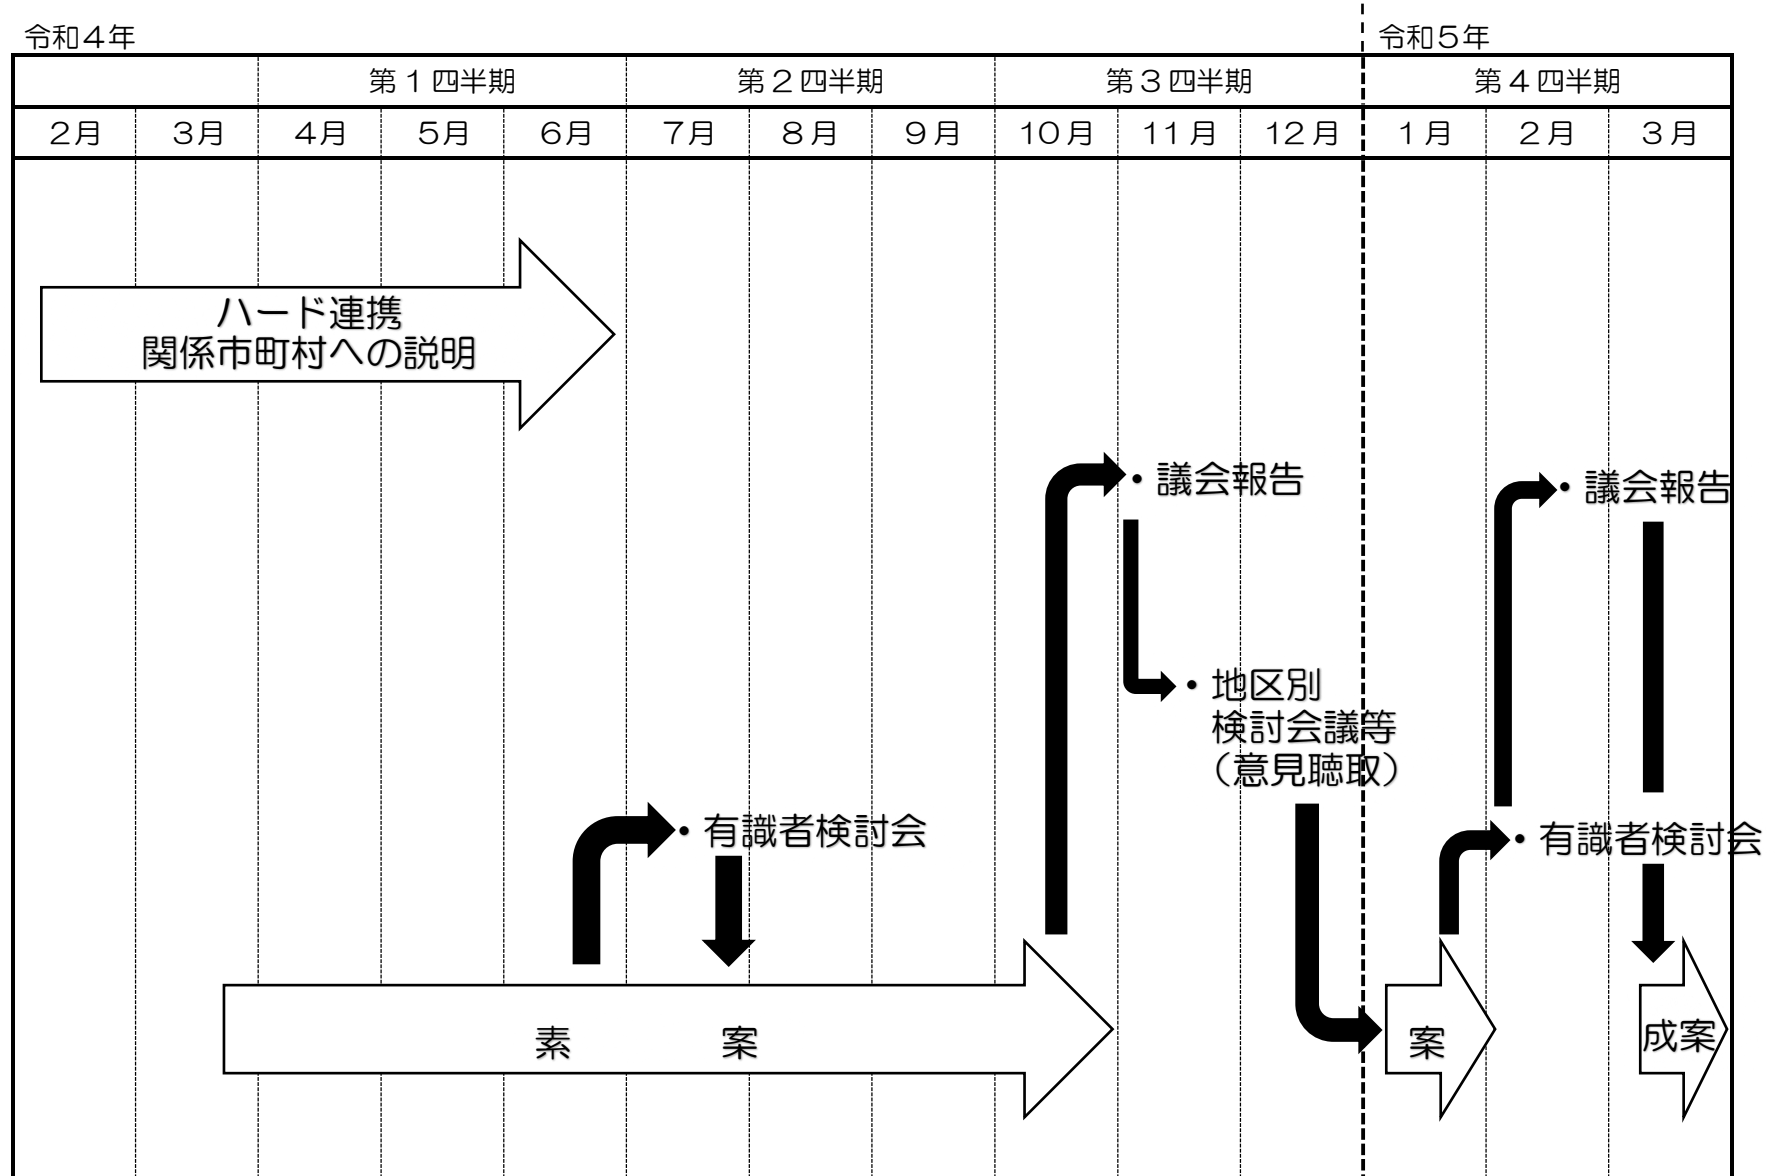 令和４年
令和５年
第１四半期
第２四半期
第３四半期
第４四半期
２月
３月
４月
５月
６月
７月
８月
９月
10月
11月
12月
１月
２月
３月
ハード連携
関係市町村への説明
・議会報告
・議会報告
・地区別
検討会議等
（意見聴取）
・有識者検討会
・有識者検討会
素　案
案
成案